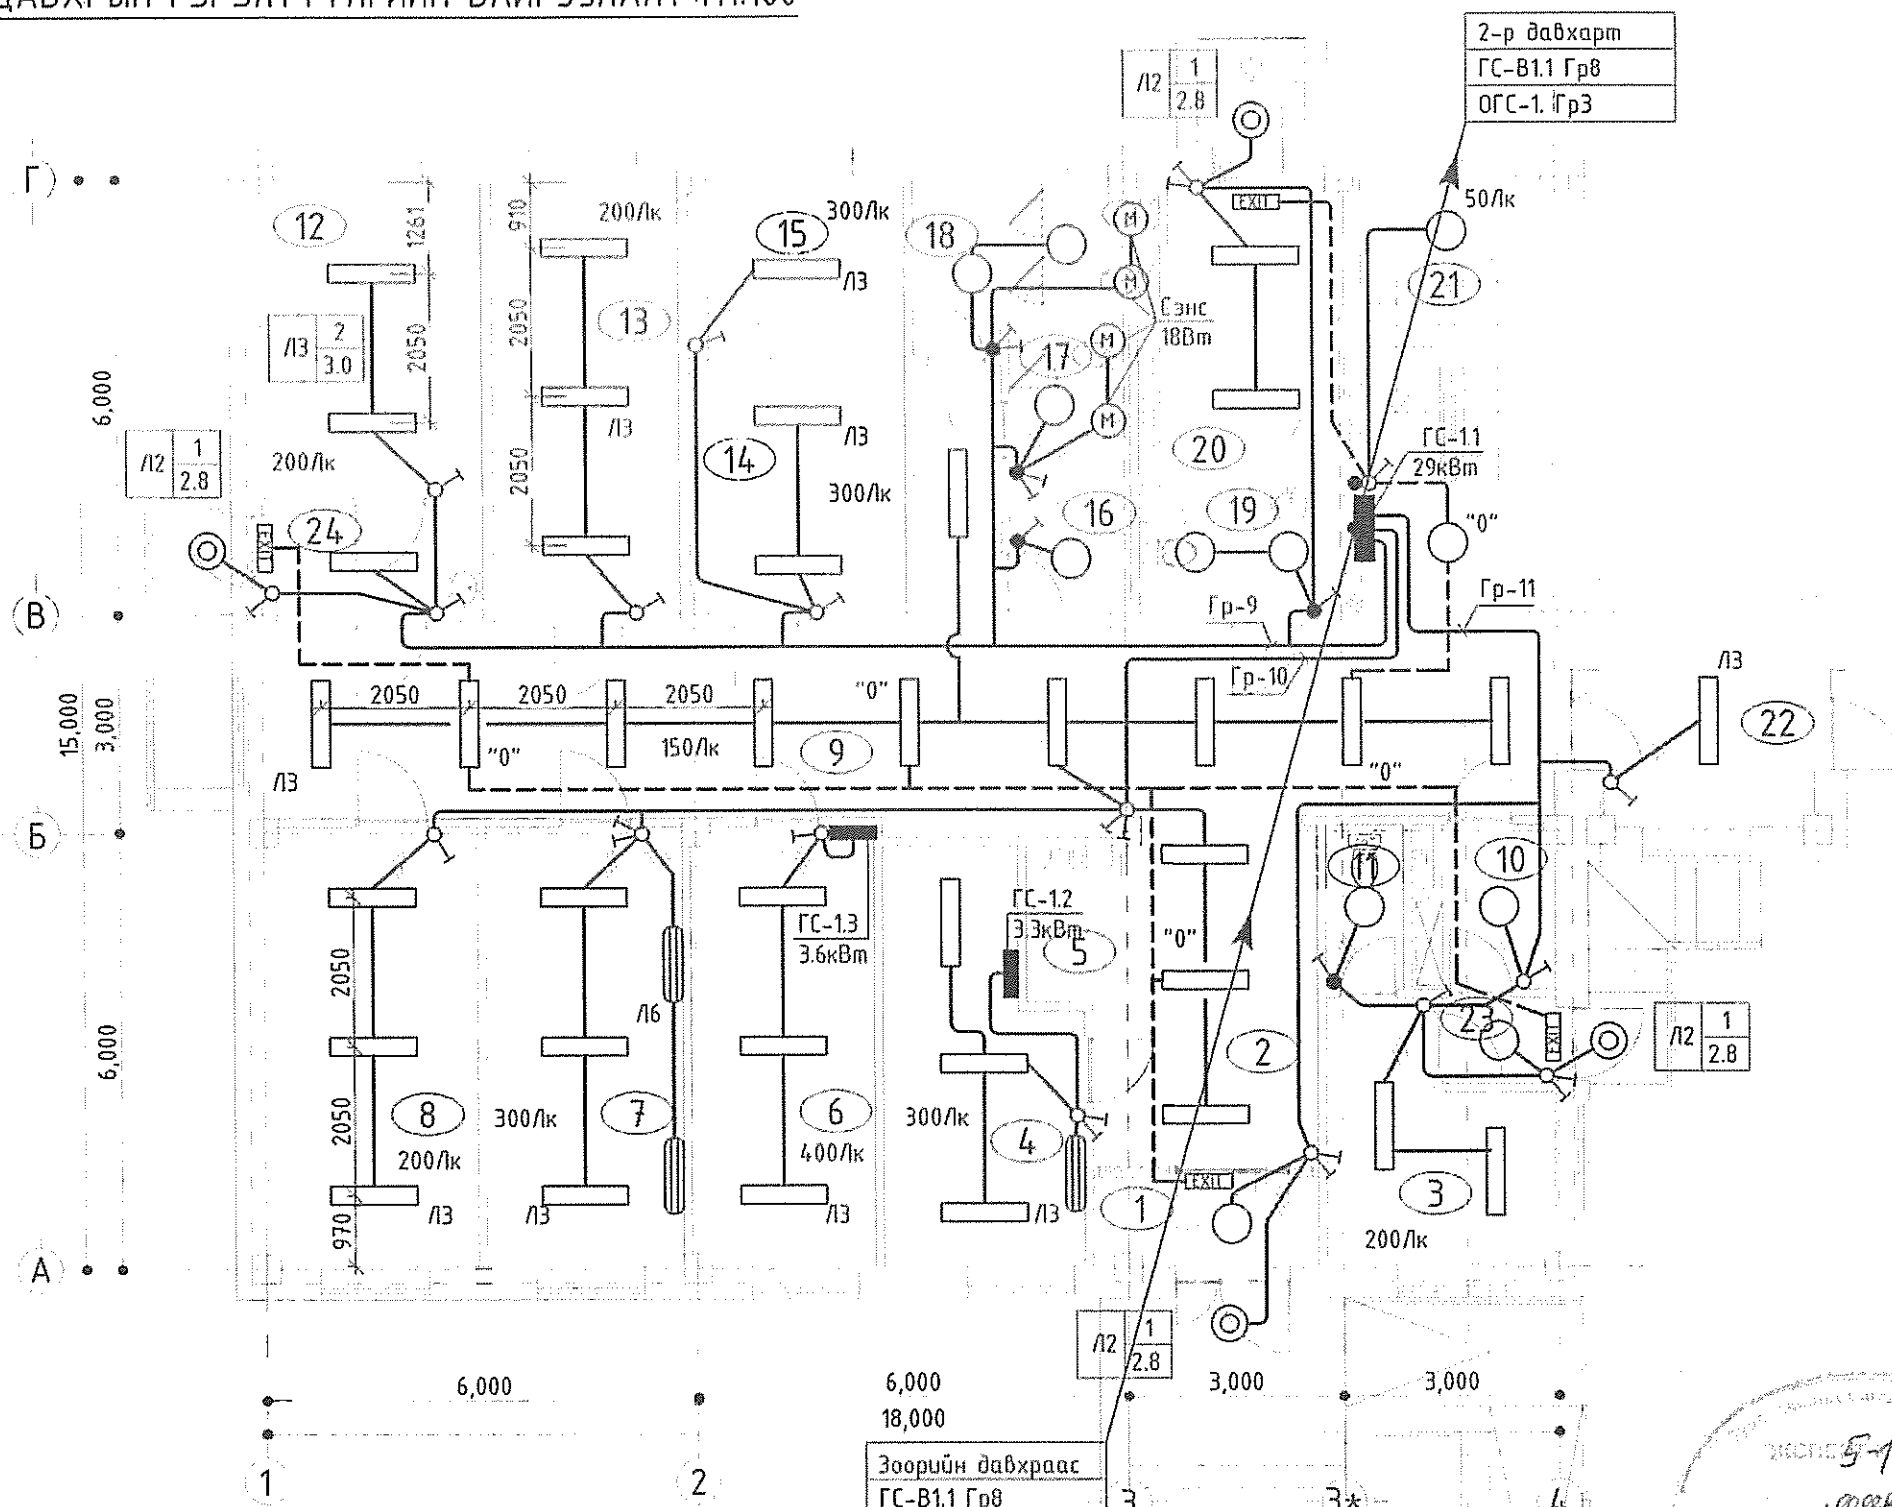 2-р давхарт
ГС-В1.1 Гр8
ОГС-1. Гр3
Л2 1 2.8
Г
12
1261
910
200Лк
15
300Лк
18
М
EXIT
50Лк
21
Л3
13
Л3 2 3.0
2050
2050
М
Сэнс
18Вт
17
М
6,000
Л3
Л3
М
20
ГС-1.1
29кВт
Л2 1 2.8
200Лк
14
2050
300Лк
16
19
"0"
24
EXIT
В
Гр-9
Гр-11
Гр-10
Л3
15,000
3,000
2050
2050
2050
"0"
22
"0"
150Лк
9
"0"
Л3
Б
11
10
ГС-1.3
3.6кВт
ГС-1.2
3.3кВт
5
"0"
2050
Л6
23
EXIT
Л2 1 2.8
6,000
2
2050
8
300Лк
7
6
300Лк
4
200Лк
400Лк
EXIT
1
3
970
Л3
Л3
Л3
Л3
200Лк
А
Л2 1 2.8
6,000
6,000
3,000
3,000
18,000
Зоорийн давхраас
ГС-В1.1 Гр8
1
2
3
3*